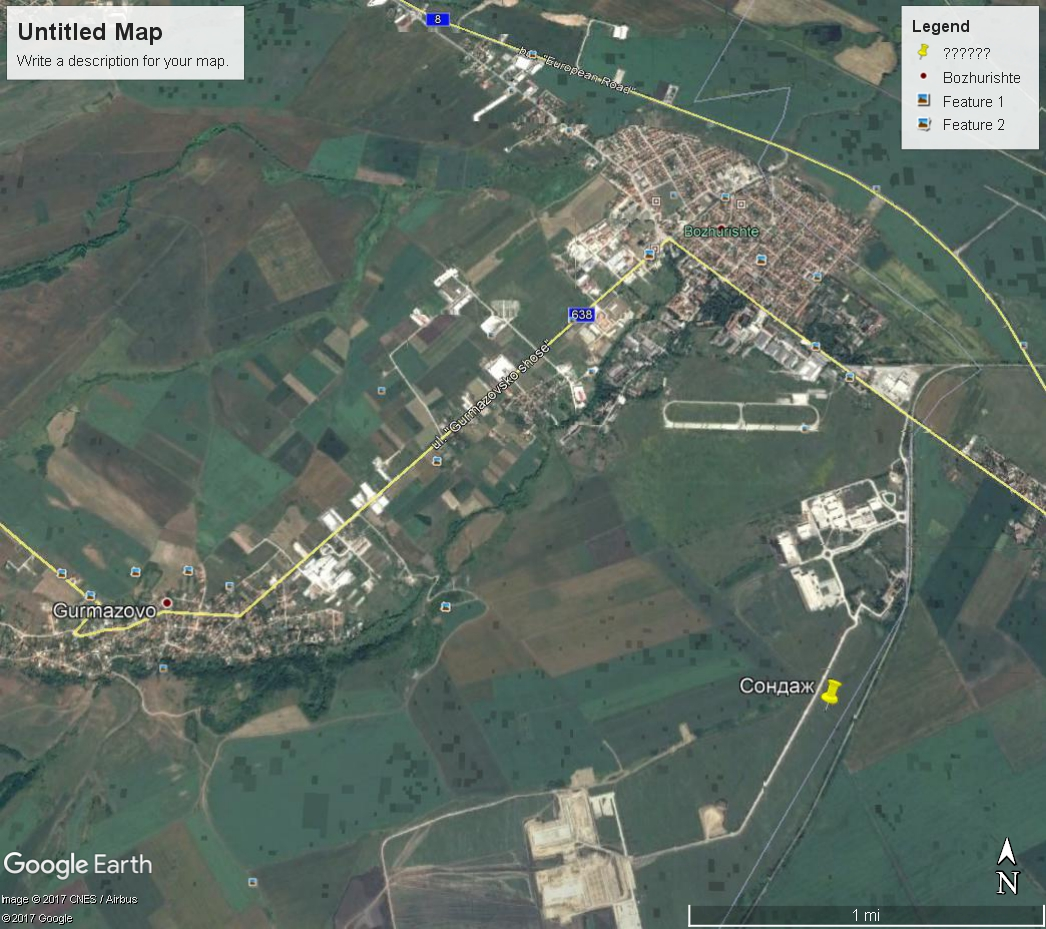 Untitled Map
Write a description for your map.
Legend
??????
Bozhurishte
Feature 1
Feature 2
8
"European Road"
Bozhurishte
638
ul. "Gurmazovsko shose"
Gurmazovo
Сондаж
Google Earth
Image © 2017 CNES / Airbus
© 2017 Google
N
1 mi